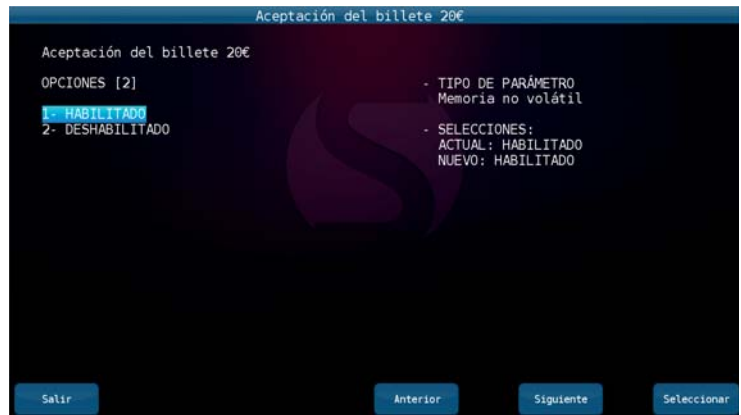 Aceptación del billete 20€
Aceptación del billete 20€
OPCIONES [2]
1- HABILITADO
2- DESHABILITADO
- TIPO DE PARÁMETRO
Memoria no volátil
- SELECCIONES:
ACTUAL: HABILITADO
NUEVO: HABILITADO
Salir
Anterior
Siguiente
Seleccionar